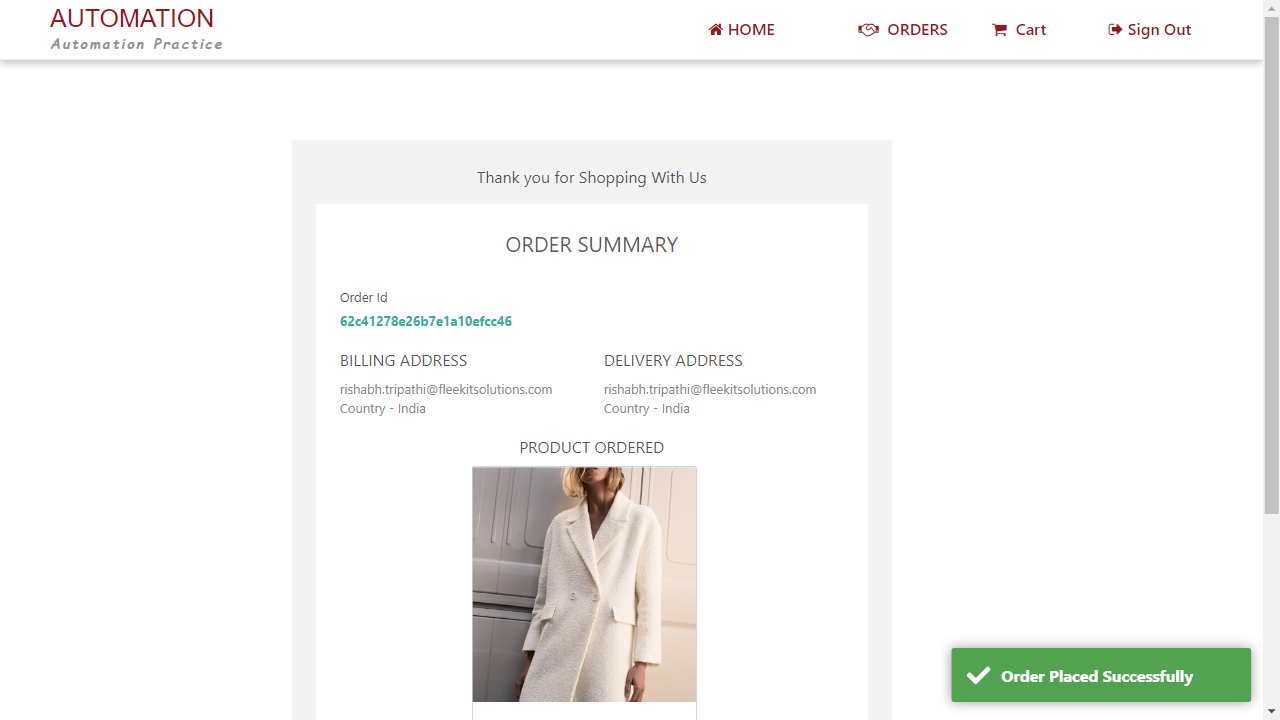 AUTOMATION
Automation Practice
HOME
ORDERS
Cart
Sign Out
Thank you for Shopping With Us
ORDER SUMMARY
Order Id
62c41278e26b7e1a10efcc46
BILLING ADDRESS
rishabh.tripathi@fleekitsolutions.com
Country - India
DELIVERY ADDRESS
rishabh.tripathi@fleekitsolutions.com
Country - India
PRODUCT ORDERED
Order Placed Successfully